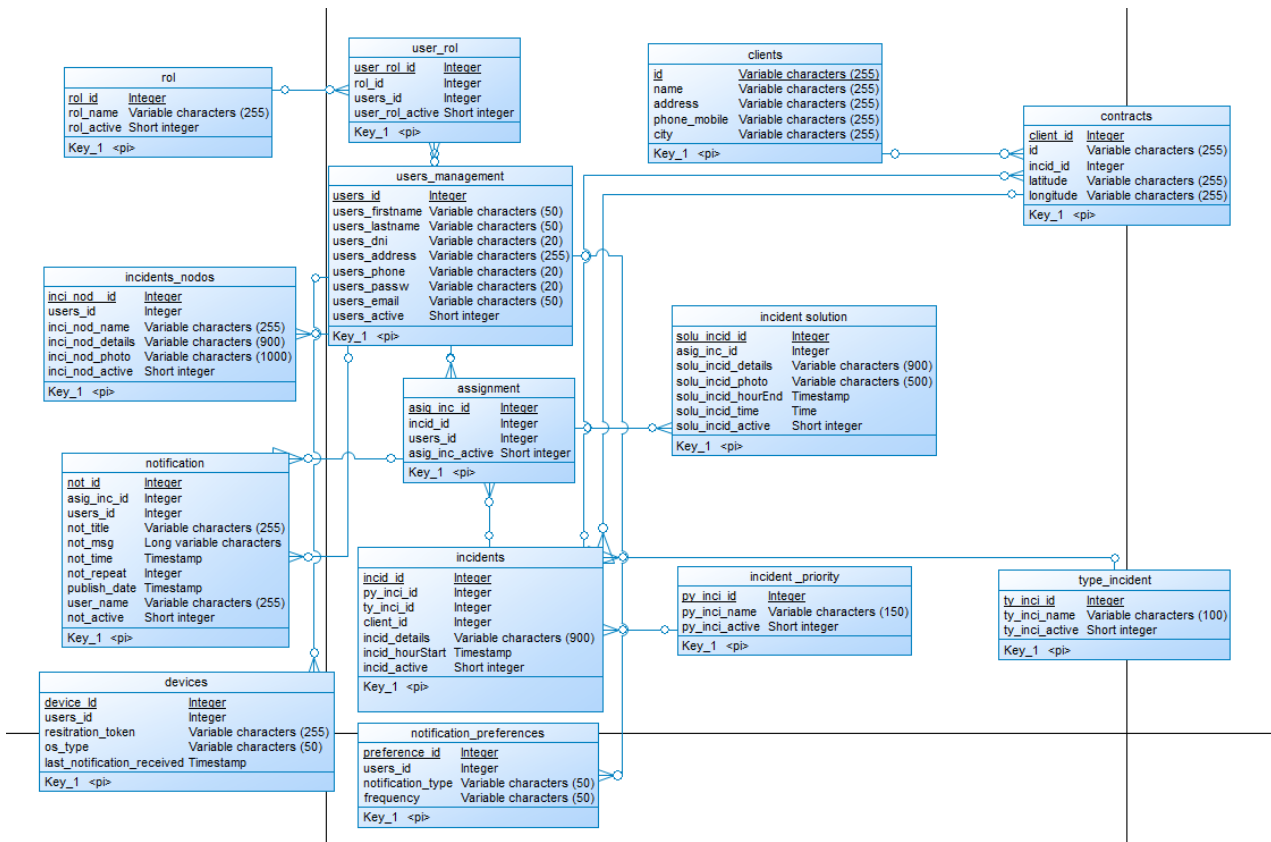 user_rol
user_rol_id Integer
rol_id Integer
users_id Integer
user_rol_active Short integer
Key_1 <pi>
clients
id Variable characters (255)
name Variable characters (255)
address Variable characters (255)
phone_mobile Variable characters (255)
city Variable characters (255)
Key_1 <pi>
rol
rol_id Integer
rol_name Variable characters (255)
rol_active Short integer
Key_1 <pi>
contracts
client_id Integer
id Variable characters (255)
incid_id Integer
latitude Variable characters (255)
longitude Variable characters (255)
Key_1 <pi>
users_management
users_id Integer
users_firstname Variable characters (50)
users_lastname Variable characters (50)
users_dni Variable characters (20)
users_address Variable characters (255)
users_phone Variable characters (20)
users_passw Variable characters (20)
users_email Variable characters (50)
users_active Short integer
Key_1 <pi>
incidents_nodos
inci_nod__id Integer
users_id Integer
inci_nod_name Variable characters (255)
inci_nod_details Variable characters (900)
inci_nod_photo Variable characters (1000)
inci_nod_active Short integer
Key_1 <pi>
incident solution
solu_incid_id Integer
asig_inc_id Integer
solu_incid_details Variable characters (900)
solu_incid_photo Variable characters (500)
solu_incid_hourEnd Timestamp
solu_incid_time Time
solu_incid_active Short integer
Key_1 <pi>
assignment
asig_inc_id Integer
incid_id Integer
users_id Integer
asig_inc_active Short integer
Key_1 <pi>
notification
not_id Integer
asig_inc_id Integer
users_id Integer
not_title Variable characters (255)
not_msg Long variable characters
not_time Timestamp
not_repeat Integer
publish_date Timestamp
user_name Variable characters (255)
not_active Short integer
Key_1 <pi>
incidents
incid_id Integer
py_inci_id Integer
ty_inci_id Integer
client_id Integer
incid_details Variable characters (900)
incid_hourStart Timestamp
incid_active Short integer
Key_1 <pi>
incident _priority
py_inci_id Integer
py_inci_name Variable characters (150)
py_inci_active Short integer
Key_1 <pi>
type_incident
ty_inci_id Integer
ty_inci_name Variable characters (100)
ty_inci_active Short integer
Key_1 <pi>
devices
device_Id Integer
users_id Integer
resitration_token Variable characters (255)
os_type Variable characters (50)
last_notification_received Timestamp
Key_1 <pi>
notification_preferences
preference_id Integer
users_id Integer
notification_type Variable characters (50)
frequency Variable characters (50)
Key_1 <pi>